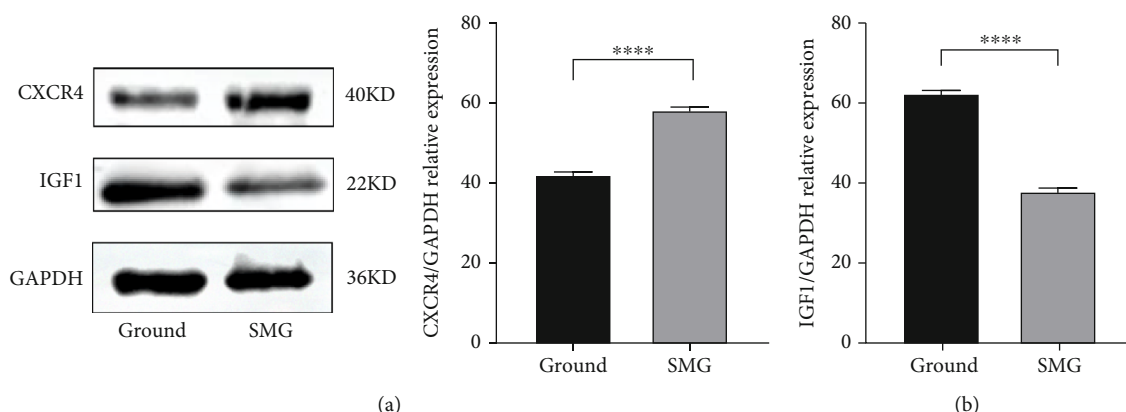 CXCR4 40KD
IGF1 22KD
GAPDH 36KD
Ground SMG
CXCR4/GAPDH relative expression
80
60
40
20
0
****
Ground SMG
(a)
IGF1/GAPDH relative expression
80
60
40
20
0
****
Ground SMG
(b)